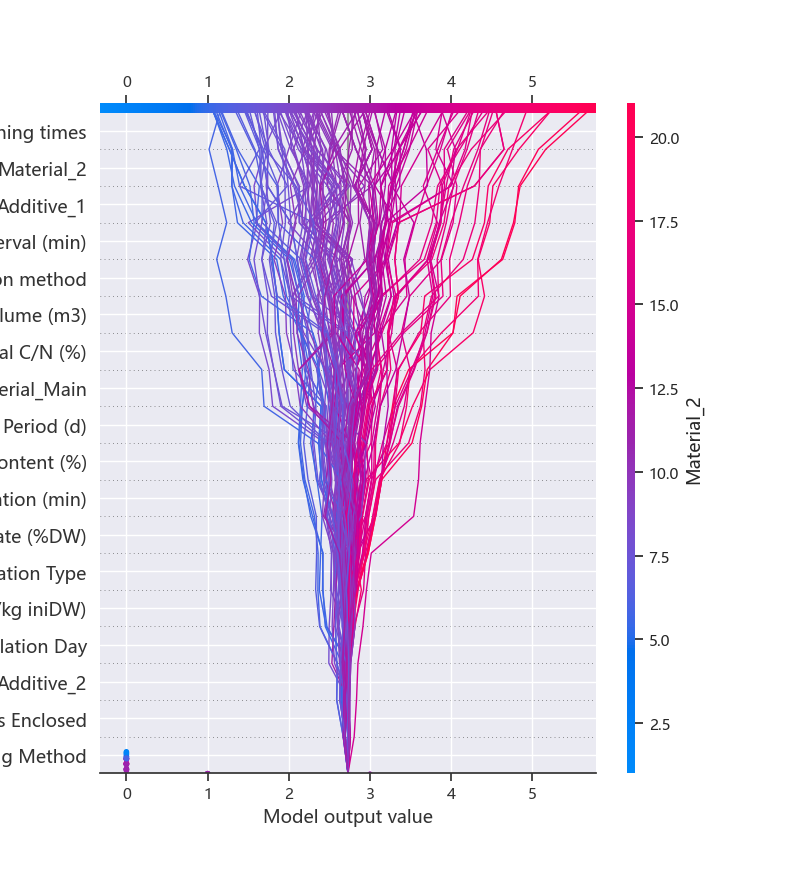 0 1 2 3 4 5
ning times
Material_2
Additive_1
erval (min)
on method
lume (m3)
al C/N (%)
erial_Main
Period (d)
ontent (%)
ation (min)
ate (%DW)
ation Type
/kg iniDW)
lation Day
Additive_2
s Enclosed
g Method
0 1 2 3 4 5
Model output value
20.0
17.5
15.0
12.5
10.0
7.5
5.0
2.5
Material_2